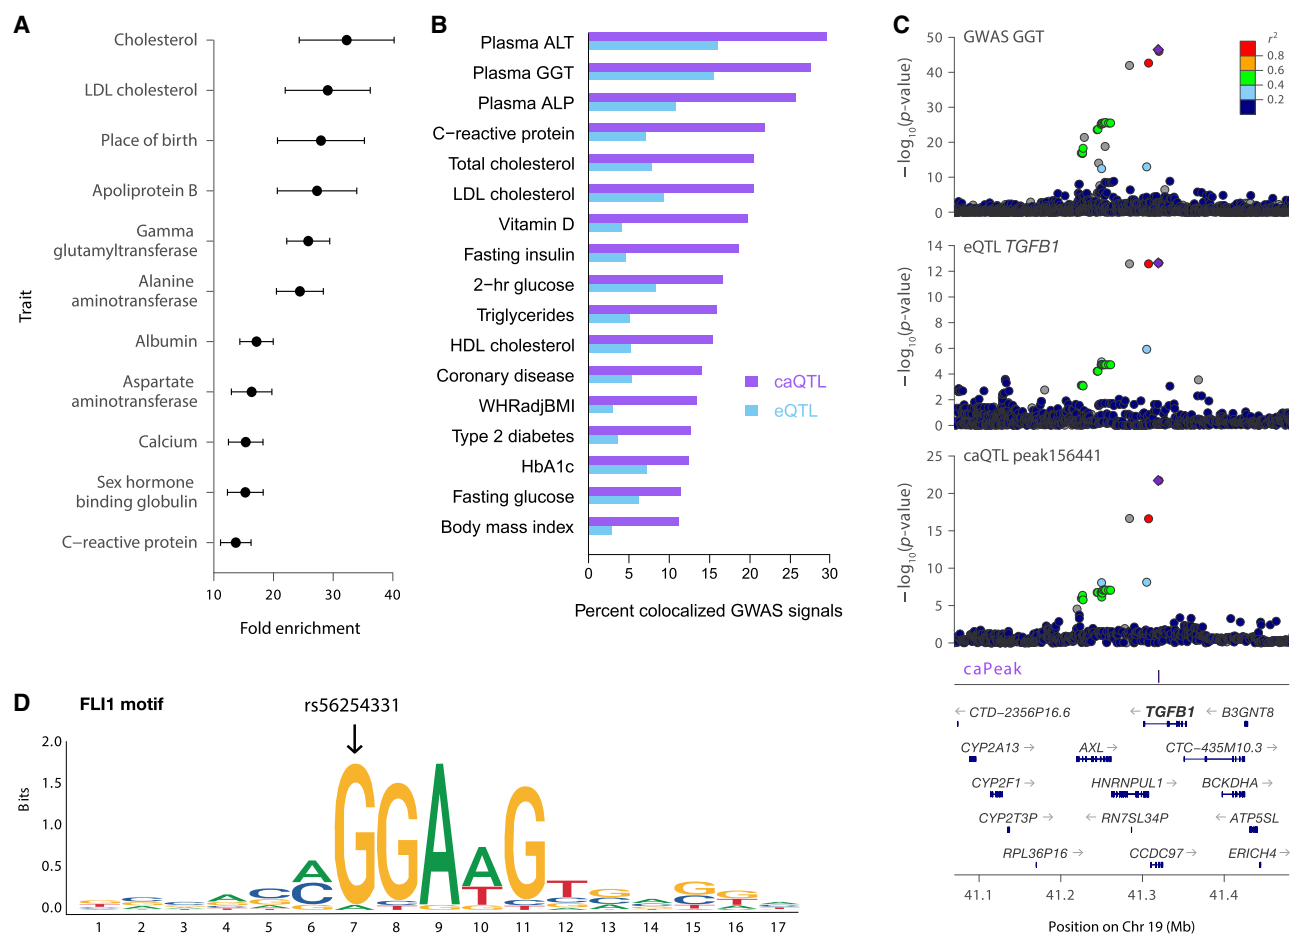 A
Cholesterol
LDL cholesterol
Place of birth
Apoliprotein B
Gamma
glutamyltransferase
Alanine
aminotransferase
Albumin
Aspartate
aminotransferase
Calcium
Sex hormone
binding globulin
C−reactive protein
Trait
10 20 30 40
Fold enrichment
B
Plasma ALT
Plasma GGT
Plasma ALP
C−reactive protein
Total cholesterol
LDL cholesterol
Vitamin D
Fasting insulin
2−hr glucose
Triglycerides
HDL cholesterol
Coronary disease
WHRadjBMI
Type 2 diabetes
HbA1c
Fasting glucose
Body mass index
caQTL
eQTL
0 5 10 15 20 25 30
Percent colocalized GWAS signals
C
GWAS GGT
r²
0.8
0.6
0.4
0.2
50
40
30
20
10
0
−log₁₀(p-value)
eQTL TGFB1
14
12
10
8
6
4
2
0
−log₁₀(p-value)
caQTL peak156441
25
20
15
10
5
0
−log₁₀(p-value)
caPeak
← CTD−2356P16.6 ← TGFB1 ← B3GNT8
CYP2A13 → AXL → CTC−435M10.3 →
CYP2F1 → HNRNPUL1 → BCKDHA →
CYP2T3P → ← RN7SL34P ← ATP5SL
RPL36P16 → CCDC97 → ERICH4 →
41.1 41.2 41.3 41.4
Position on Chr 19 (Mb)
D
FLI1 motif
rs56254331
2.0
1.5
1.0
0.5
0.0
Bits
A
C
G G A A T G T
1 2 3 4 5 6 7 8 9 10 11 12 13 14 15 16 17